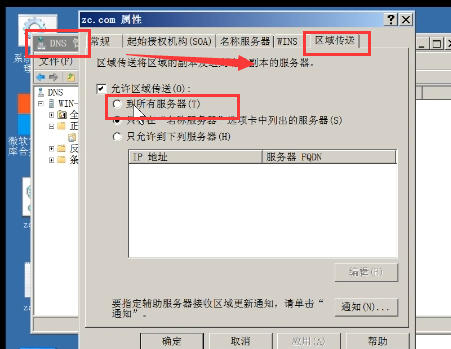 zc.com 属性
DNS
常规
起始授权机构(SOA)
名称服务器
WINS
区域传送
文件(F)
区域传送将区域的副本发送
副本的服务器。
允许区域传送(O):
到所有服务器(T)
只有在“名称服务器”选项卡中列出的服务器(S)
只允许到下列服务器(H)
DNS
WIN-
全
正
反
条
IP 地址
服务器 FQDN
编辑(E)
要指定辅助服务器接收区域更新通知，请单击“
通知”。
通知(N)...
确定
取消
应用(A)
帮助